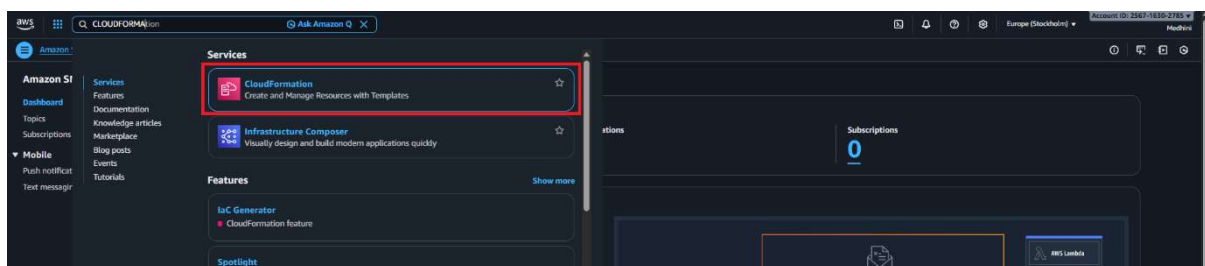 aws
CLOUDFORMAtion
Ask Amazon Q
Europe (Stockholm)
Account ID: 2567-1630-2785
Medhini
Amazon S
Amazon SN
Dashboard
Topics
Subscriptions
Mobile
Push notificat
Text messagin
Services
Features
Documentation
Knowledge articles
Marketplace
Blog posts
Events
Tutorials
Services
CloudFormation
Create and Manage Resources with Templates
Infrastructure Composer
Visually design and build modern applications quickly
Features
Show more
IaC Generator
CloudFormation feature
Spotlight
ations
Subscriptions
0
AWS Lambda